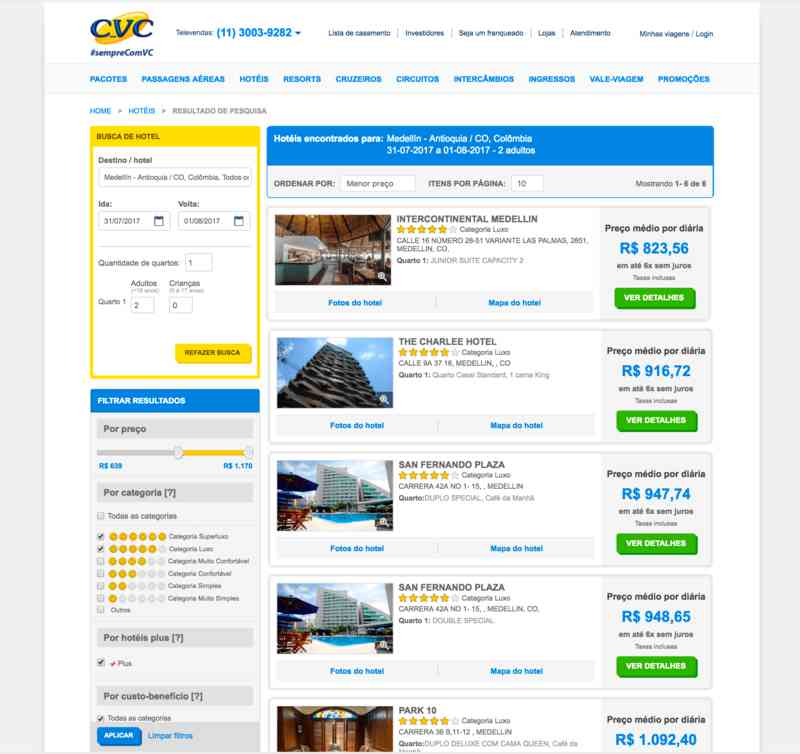 CVC
#sempreComVC
Televendas: (11) 3003-9282
Lista de casamento
Investidores
Seja um franqueado
Lojas
Atendimento
Minhas viagens / Login
PACOTES
PASSAGENS AÉREAS
HOTÉIS
RESORTS
CRUZEIROS
CIRCUITOS
INTERCÂMBIOS
INGRESSOS
VALE-VIAGEM
PROMOÇÕES
HOME > HOTÉIS > RESULTADO DE PESQUISA
BUSCA DE HOTEL
Destino / hotel
Medellín - Antioquia / CO, Colômbia, Todos os
Ida:
Volta:
31/07/2017
01/08/2017
Quantidade de quartos: 1
Adultos
Crianças
(+18 anos)
(0 a 17 anos)
Quarto 1
2
0
REFAZER BUSCA
FILTRAR RESULTADOS
Por preço
R$ 639
R$ 1.170
Por categoria [?]
Todas as categorias
Categoria Superluxo
Categoria Luxo
Categoria Muito Confortável
Categoria Confortável
Categoria Simples
Categoria Muito Simples
Outros
Por hotéis plus [?]
Plus
Por custo-benefício [?]
Todas as categorias
APLICAR
Limpar filtros
Hotéis encontrados para: Medellín - Antioquia / CO, Colômbia
31-07-2017 a 01-08-2017 - 2 adultos
ORDENAR POR: Menor preço
ITENS POR PÁGINA: 10
Mostrando 1- 6 de 6
INTERCONTINENTAL MEDELLIN
Categoria Luxo
CALLE 16 NÚMERO 28-51 VARIANTE LAS PALMAS, 2851,
MEDELLIN, CO,
Quarto 1: JUNIOR SUITE CAPACITY 2
Fotos do hotel
Mapa do hotel
Preço médio por diária
R$ 823,56
em até 6x sem juros
Taxas inclusas
VER DETALHES
THE CHARLEE HOTEL
Categoria Luxo
CALLE 9A 37 16, MEDELLIN, , CO
Quarto 1: Quarto Casal Standard, 1 cama King
Fotos do hotel
Mapa do hotel
Preço médio por diária
R$ 916,72
em até 6x sem juros
Taxas inclusas
VER DETALHES
SAN FERNANDO PLAZA
Categoria Luxo
CARRERA 42A NO 1- 15, , MEDELLIN
Quarto:DUPLO SPECIAL, Café da Manhã
Fotos do hotel
Mapa do hotel
Preço médio por diária
R$ 947,74
em até 6x sem juros
Taxas inclusas
VER DETALHES
SAN FERNANDO PLAZA
Categoria Luxo
CARRERA 42A NO 1- 15, , MEDELLIN, CO,
Quarto 1: DOUBLE SPECIAL
Fotos do hotel
Mapa do hotel
Preço médio por diária
R$ 948,65
em até 6x sem juros
Taxas inclusas
VER DETALHES
PARK 10
Categoria Luxo
CARRERA 36 B,11-12 , MEDELLIN
Quarto:DUPLO DELUXE COM CAMA QUEEN, Café da
Manhã
Preço médio por diária
R$ 1.092,40